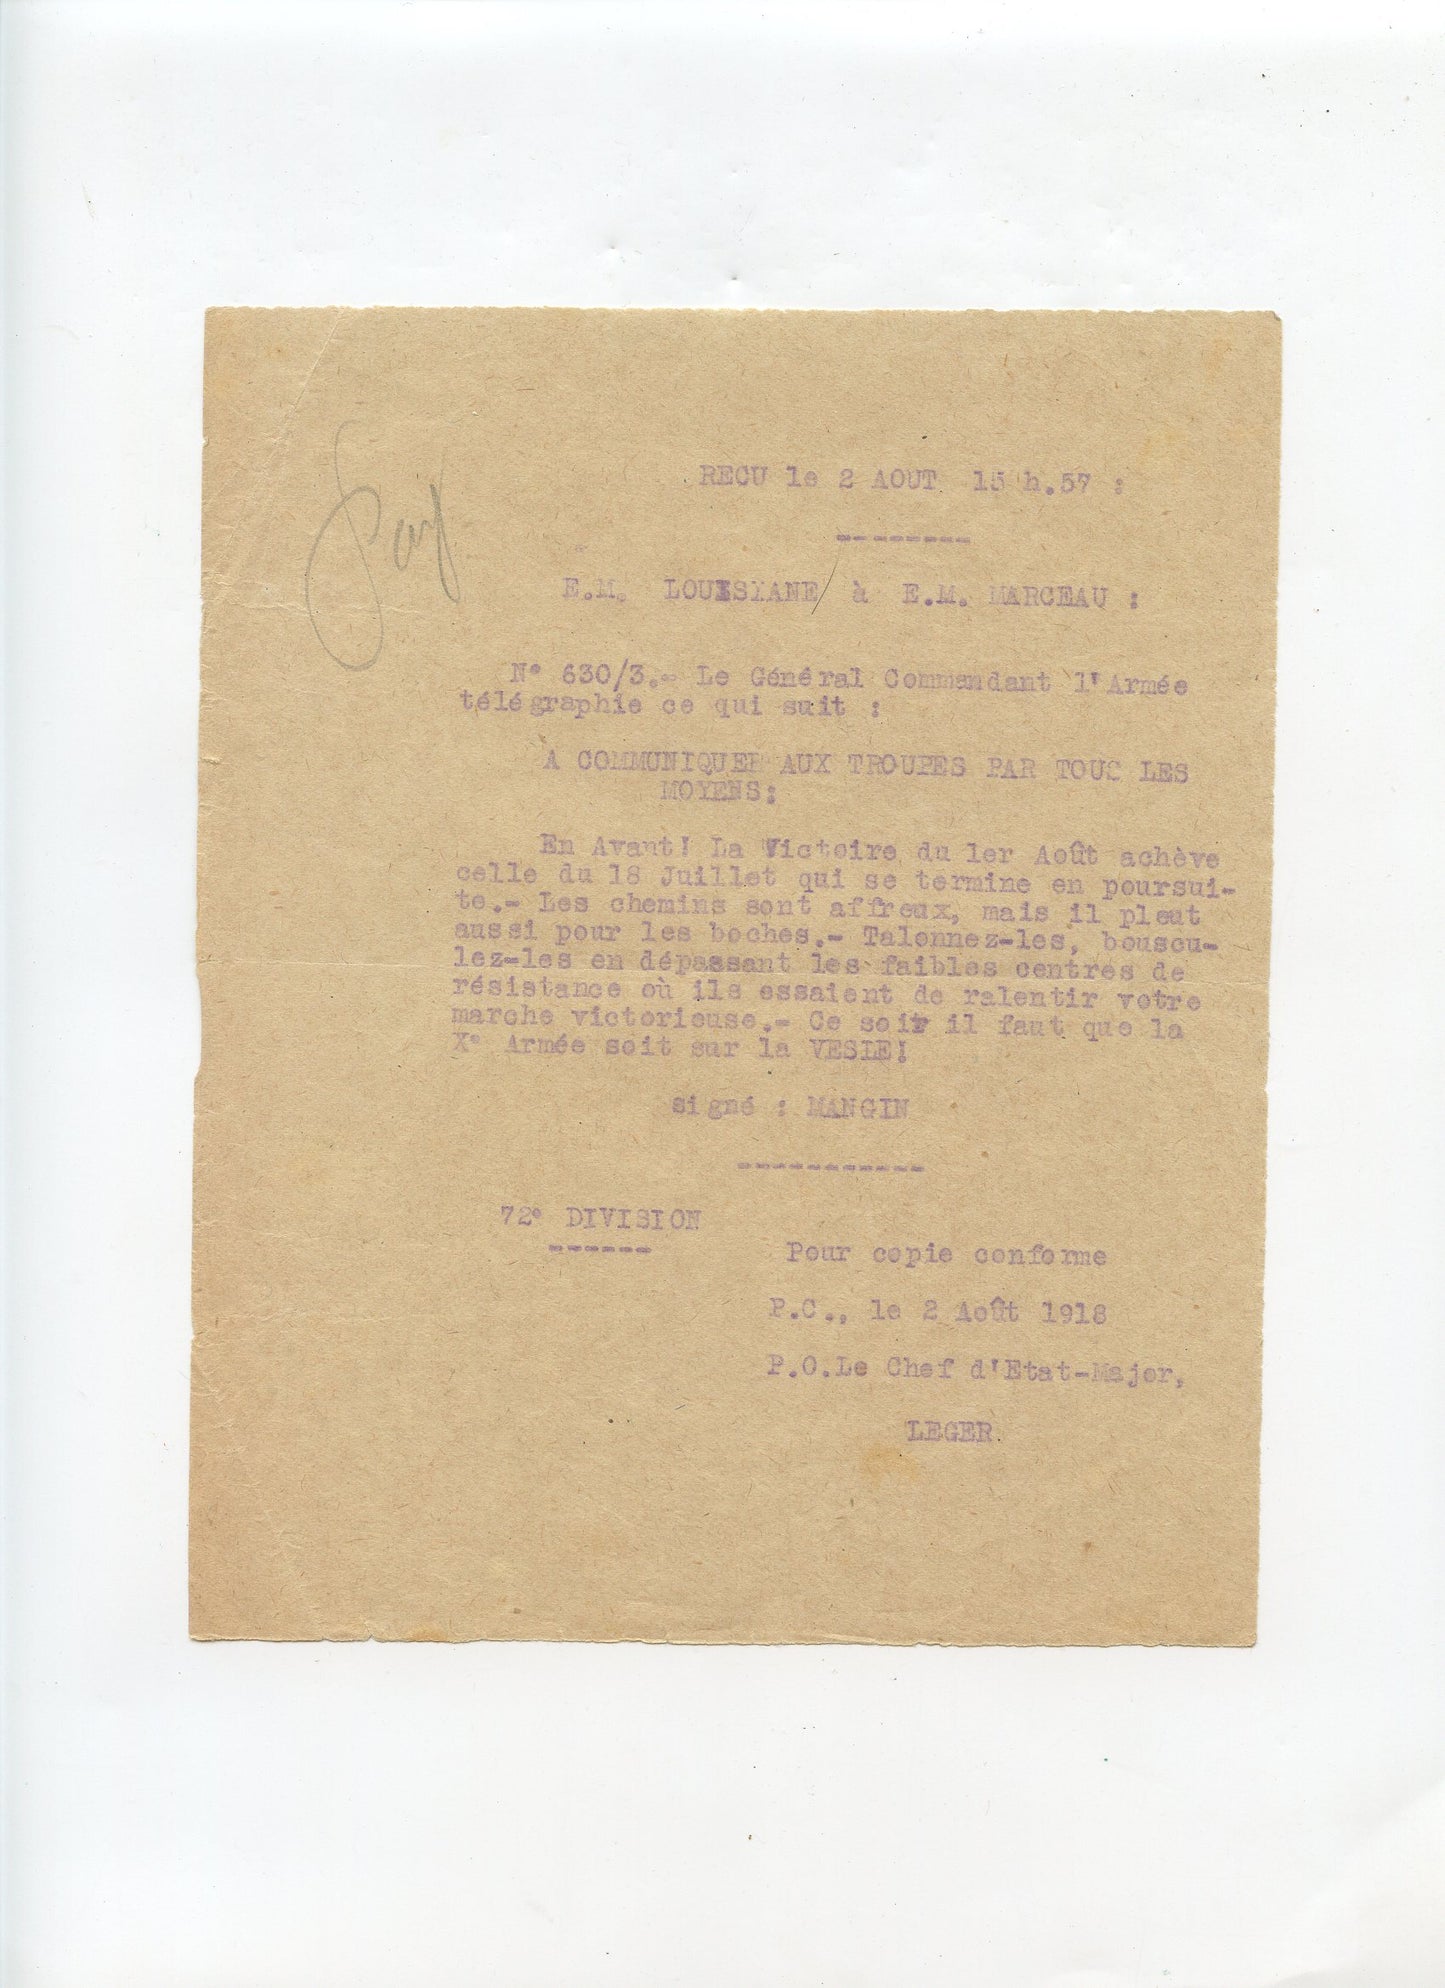 RECU le 2 AOUT 15 h.57 :
E.M. LOUISIANE/ à E.M. MARCEAU :
N° 630/3.- Le Général Commandant l'Armée
télégraphie ce qui suit :
A COMMUNIQUER AUX TROUPES PAR TOUS LES
MOYENS:
En Avant! La Victoire du 1er Août achève
celle du 18 Juillet qui se termine en poursui-
te.- Les chemins sont affreux, mais il pleut
aussi pour les boches.- Talonnez-les, bouscu-
lez-les en dépassant les faibles centres de
résistance où ils essaient de ralentir votre
marche victorieuse.- Ce soir il faut que la
X° Armée soit sur la VESLE!
signé : MANGIN
72° DIVISION
Pour copie conforme
P.C., le 2 Août 1918
P.O.Le Chef d'Etat-Major,
LEGER